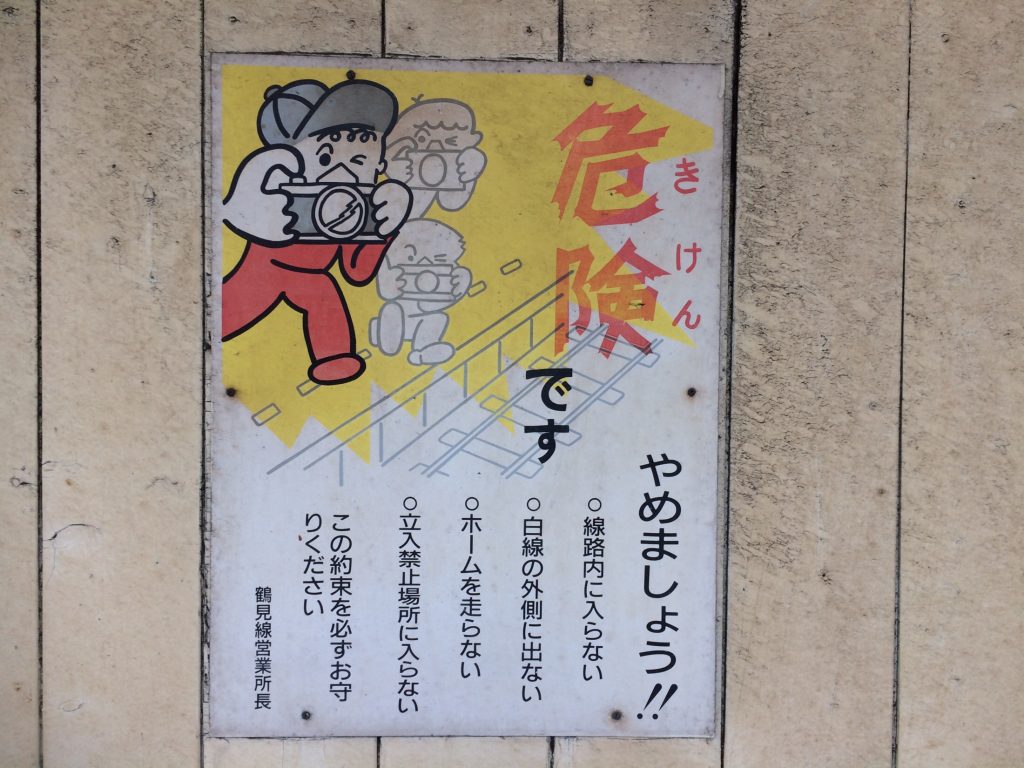 危険
きけん
です
やめましょう!!
○線路内に入らない
○白線の外側に出ない
○ホームを走らない
○立入禁止場所に入らない
この約束を必ずお守
りください
鶴見線営業所長